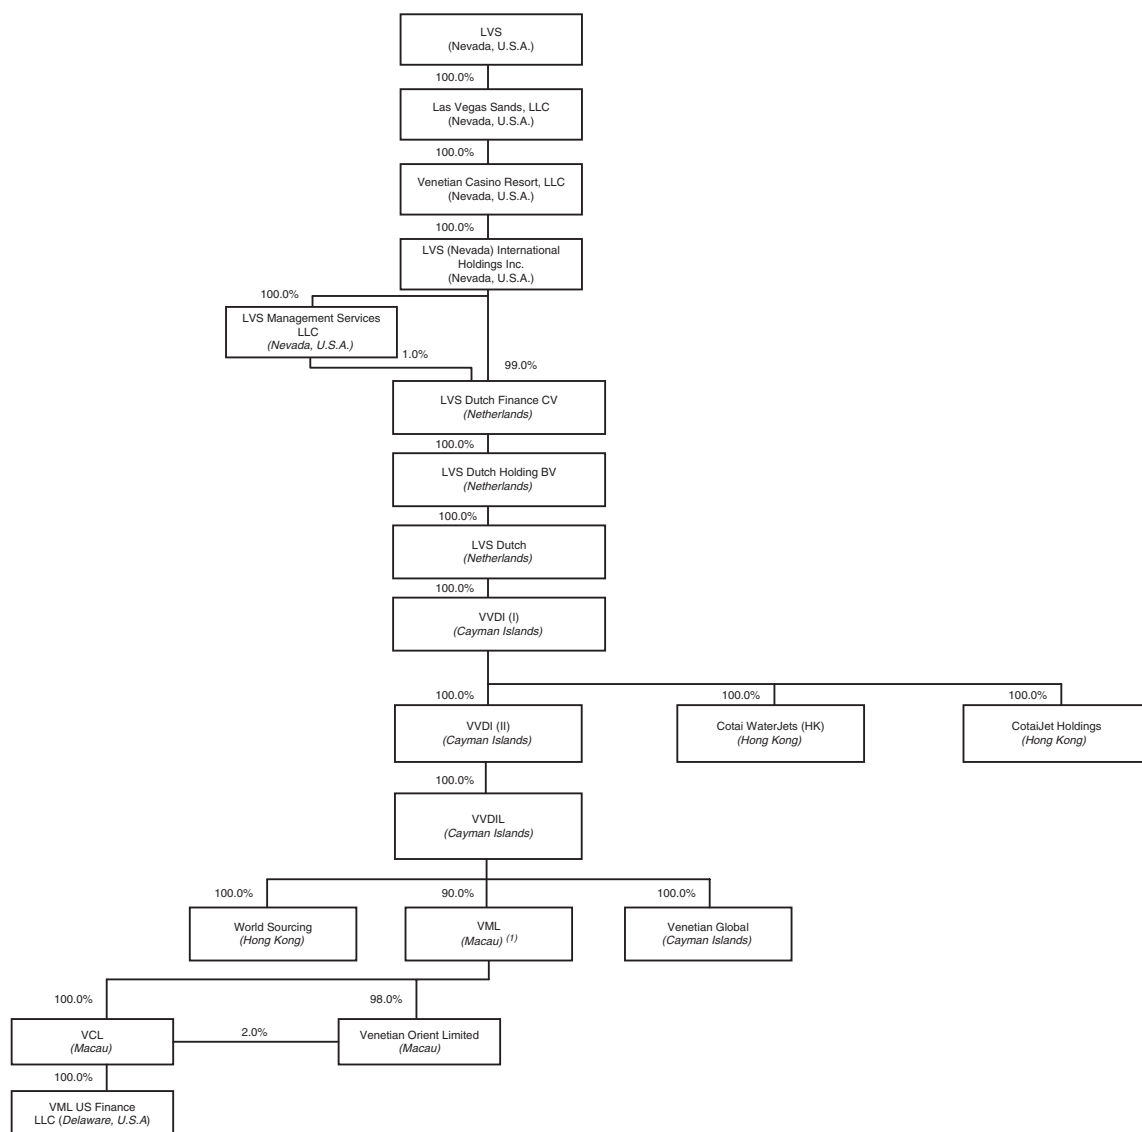 LVS
(Nevada, U.S.A.)
100.0%
Las Vegas Sands, LLC
(Nevada, U.S.A.)
100.0%
Venetian Casino Resort, LLC
(Nevada, U.S.A.)
100.0%
LVS (Nevada) International
Holdings Inc.
(Nevada, U.S.A.)
100.0%
LVS Management Services
LLC
(Nevada, U.S.A.)
1.0%
99.0%
LVS Dutch Finance CV
(Netherlands)
100.0%
LVS Dutch Holding BV
(Netherlands)
100.0%
LVS Dutch
(Netherlands)
100.0%
VVDI (I)
(Cayman Islands)
100.0%
100.0%
100.0%
VVDI (II)
(Cayman Islands)
Cotai WaterJets (HK)
(Hong Kong)
CotaiJet Holdings
(Hong Kong)
100.0%
VVDIL
(Cayman Islands)
100.0%
90.0%
100.0%
World Sourcing
(Hong Kong)
VML
(Macau) (1)
Venetian Global
(Cayman Islands)
100.0%
98.0%
VCL
(Macau)
2.0%
Venetian Orient Limited
(Macau)
100.0%
VML US Finance
LLC (Delaware, U.S.A)